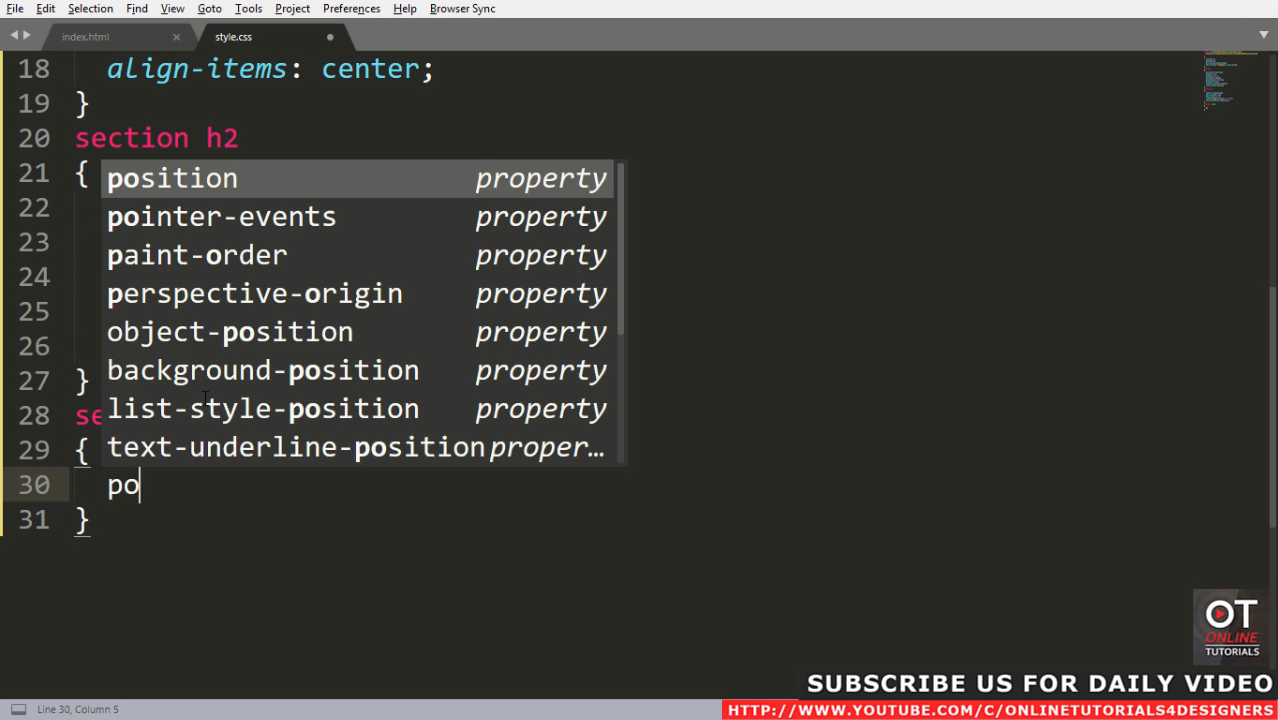 File Edit Selection Find View Goto Tools Project Preferences Help Browser Sync
index.html style.css
18 align-items: center;
19 }
20 section h2
21 {
22
23
24
25
26
27 }
28 se
29 {
30 po
31 }
position property
pointer-events property
paint-order property
perspective-origin property
object-position property
background-position property
list-style-position property
text-underline-position proper…
OT
ONLINE
TUTORIALS
SUBSCRIBE US FOR DAILY VIDEO
HTTP://WWW.YOUTUBE.COM/C/ONLINETUTORIALS4DESIGNERS
Line 30, Column 5